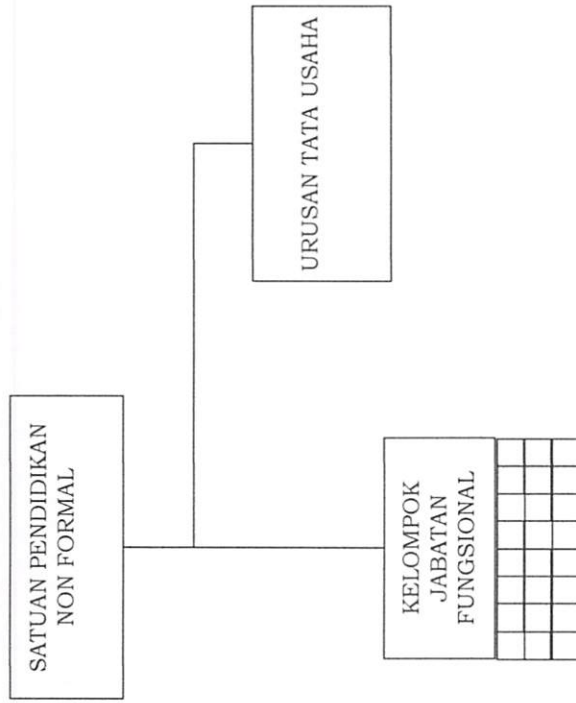 SATUAN PENDIDIKAN
NON FORMAL
URUSAN TATA USAHA
KELOMPOK
JABATAN
FUNGSIONAL